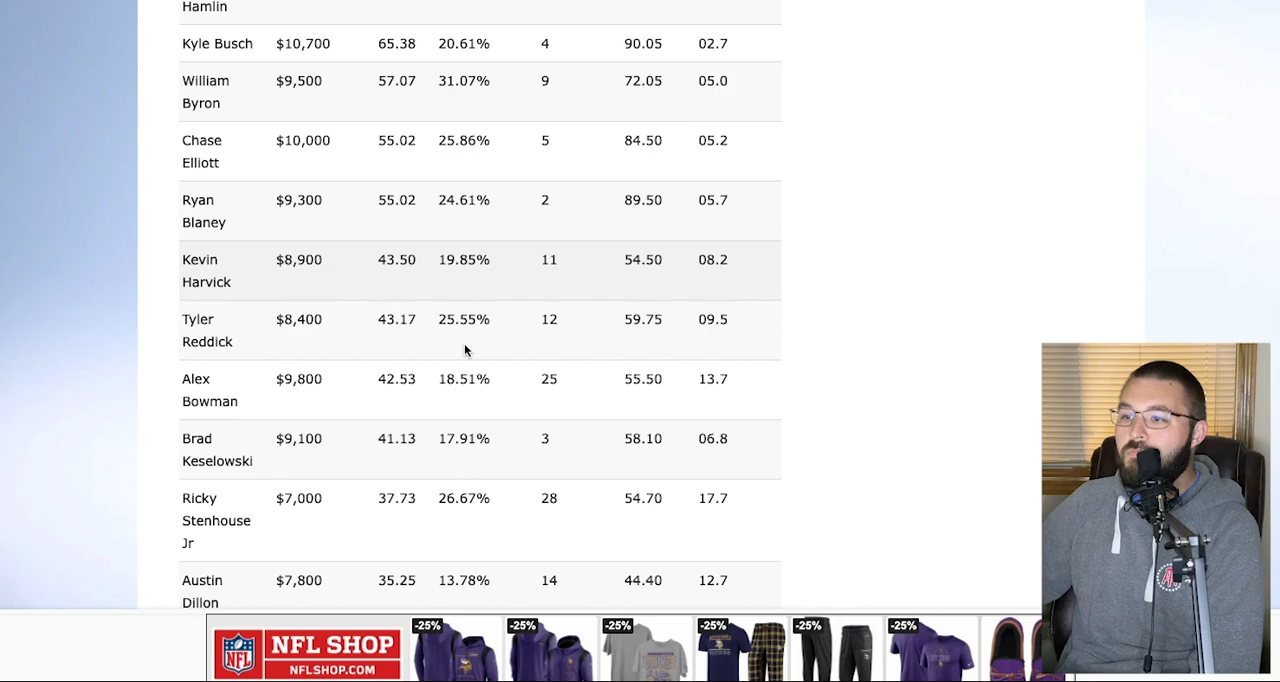 Hamlin
Kyle Busch $10,700 65.38 20.61% 4 90.05 02.7
William Byron $9,500 57.07 31.07% 9 72.05 05.0
Chase Elliott $10,000 55.02 25.86% 5 84.50 05.2
Ryan Blaney $9,300 55.02 24.61% 2 89.50 05.7
Kevin Harvick $8,900 43.50 19.85% 11 54.50 08.2
Tyler Reddick $8,400 43.17 25.55% 12 59.75 09.5
Alex Bowman $9,800 42.53 18.51% 25 55.50 13.7
Brad Keselowski $9,100 41.13 17.91% 3 58.10 06.8
Ricky Stenhouse Jr $7,000 37.73 26.67% 28 54.70 17.7
Austin Dillon $7,800 35.25 13.78% 14 44.40 12.7
NFL
NFL SHOP
NFLSHOP.COM
-25% -25% -25% -25% -25% -25%